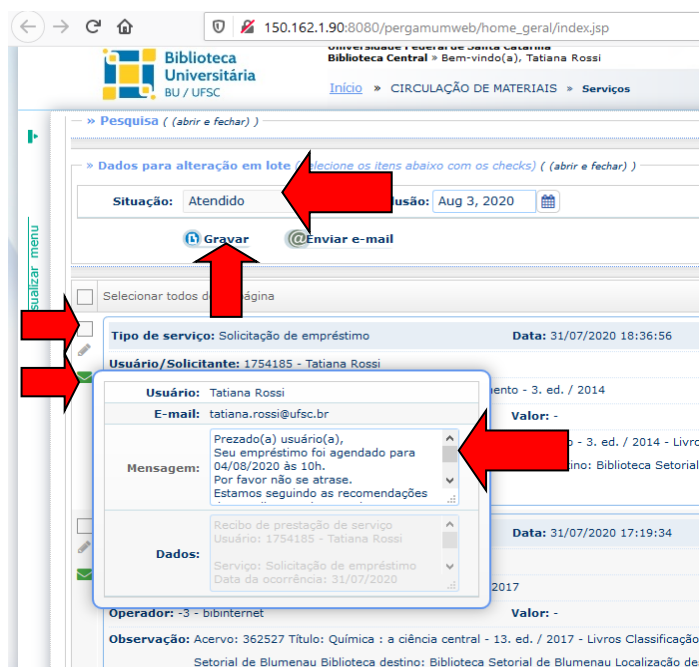 150.162.1.90:8080/pergamumweb/home_geral/index.jsp
Universidade Federal de Santa Catarina
Biblioteca Universitária BU / UFSC
Biblioteca Central » Bem-vindo(a), Tatiana Rossi
Início » CIRCULAÇÃO DE MATERIAIS » Serviços
» Pesquisa ( (abrir e fechar) )
» Dados para alteração em lote itens abaixo com os checks) ( (abrir e fechar) )
Situação: Atendido Aug 3, 2020
Gravar @Enviar e-mail
menu
Selecionar todos
Tipo de serviço: Solicitação de empréstimo Data: 31/07/2020 18:36:56
Usuário/Solicitante: 1754185 - Tatiana Rossi
- 3. ed. / 2014
Usuário: Tatiana Rossi
E-mail: tatiana.rossi@ufsc.br Valor: -
Mensagem: Prezado(a) usuário(a),
Seu empréstimo foi agendado para
04/08/2020 às 10h.
Por favor não se atrase.
Estamos seguindo as recomendações
- 3. ed. / 2014 -
Biblioteca Setorial
Dados: Recibo de prestação de serviço
Usuário: 1754185 - Tatiana Rossi
Serviço: Solicitação de empréstimo
Data da ocorrência: 31/07/2020
Data: 31/07/2020 17:19:34
2017
Operador: -3 - bibinternet Valor: -
Observação: Acervo: 362527 Título: Química : a ciência central - 13. ed. / 2017 - Livros Classificação
Setorial de Blumenau Biblioteca destino: Biblioteca Setorial de Blumenau Localização de